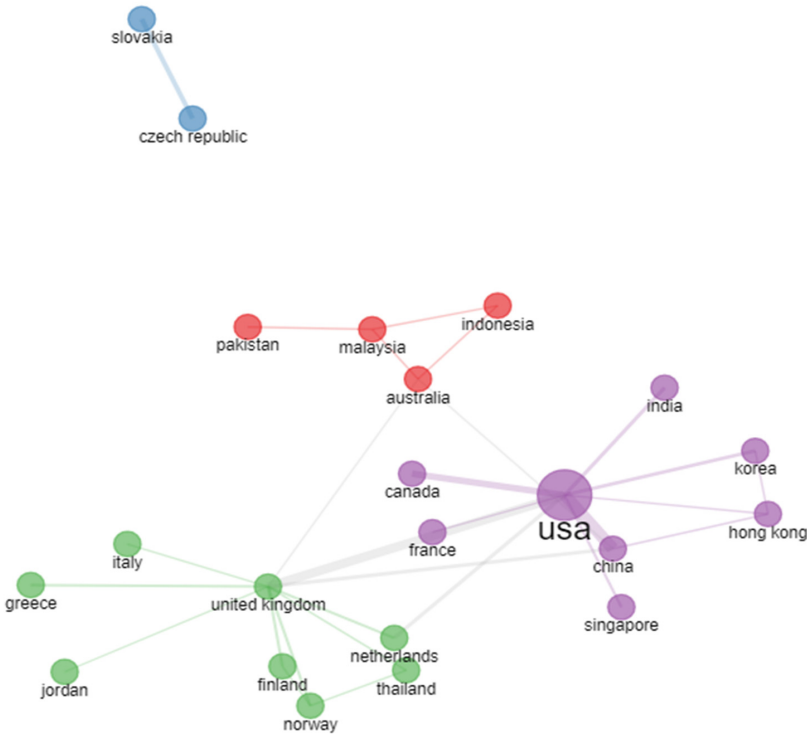 slovakia
czech republic
indonesia
pakistan
malaysia
australia
india
korea
canada
usa
hong kong
france
china
italy
greece
united kingdom
singapore
netherlands
finland
thailand
jordan
norway